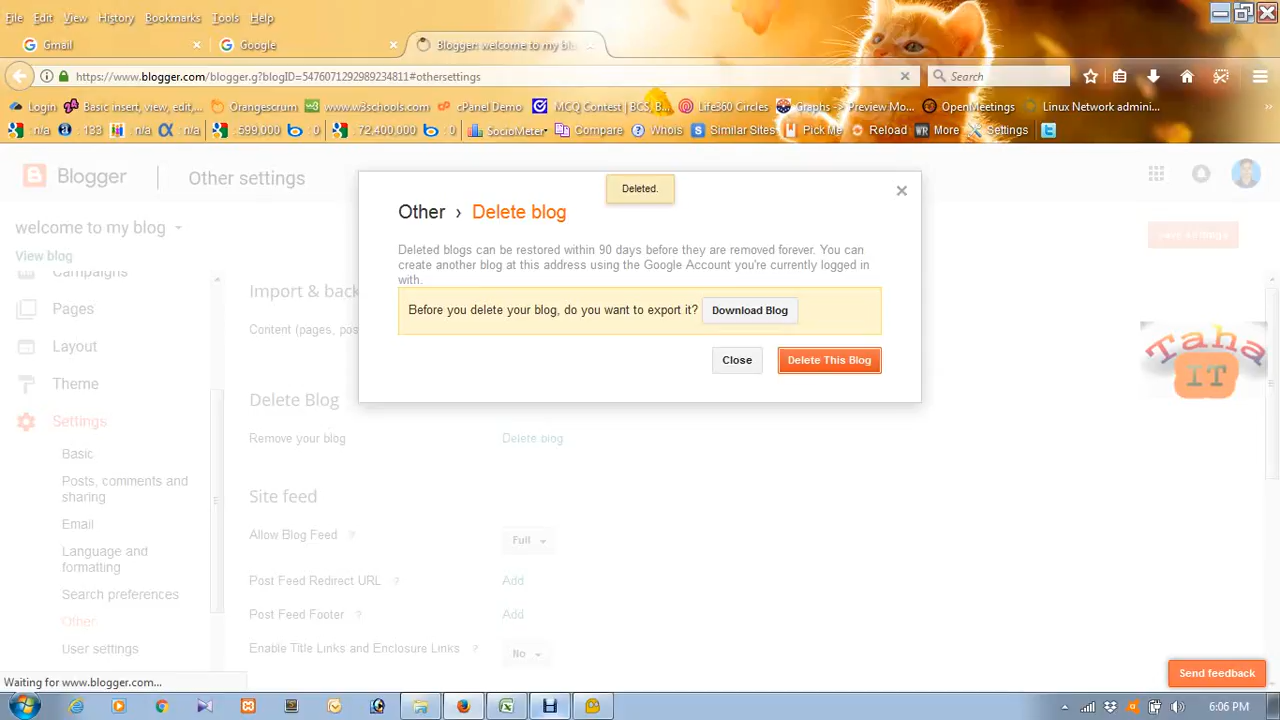 File Edit View History Bookmarks Tools Help
Gmail × Google × Blogger: welcome to my bl ×
https://www.blogger.com/blogger.g?blogID=5476071292989234811#othersettings Search
Login Basic insert, view, edit,... Orangescrum www.w3schools.com cPanel Demo MCQ Contest | BCS, B... Life360 Circles Graphs -> Preview Mo... OpenMeetings Linux Network admini... »
: n/a : 133 n/a : n/a : 599,000 : 0 : 72,400,000 : 0 SocioMeter Compare Whois Similar Sites Pick Me Reload More Settings
Blogger Other settings
Deleted.
Other › Delete blog
welcome to my blog
View blog
Deleted blogs can be restored within 90 days before they are removed forever. You can
create another blog at this address using the Google Account you're currently logged in
with.
Before you delete your blog, do you want to export it? Download Blog
Close Delete This Blog
Campaigns
Pages
Layout
Theme
Settings
Basic
Posts, comments and
sharing
Email
Language and
formatting
Search preferences
Other
User settings
Import & back
Content (pages, pos
Delete Blog
Remove your blog Delete blog
Site feed
Allow Blog Feed ? Full
Post Feed Redirect URL ? Add
Post Feed Footer ? Add
Enable Title Links and Enclosure Links ? No
Taha
IT
Send feedback
Waiting for www.blogger.com...
6:06 PM